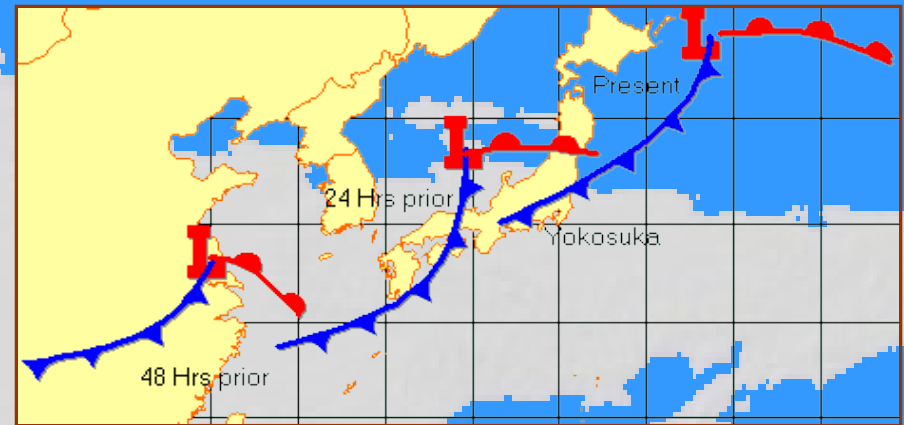 L
Present
L
24 Hrs prior
Yokosuka
L
48 Hrs prior